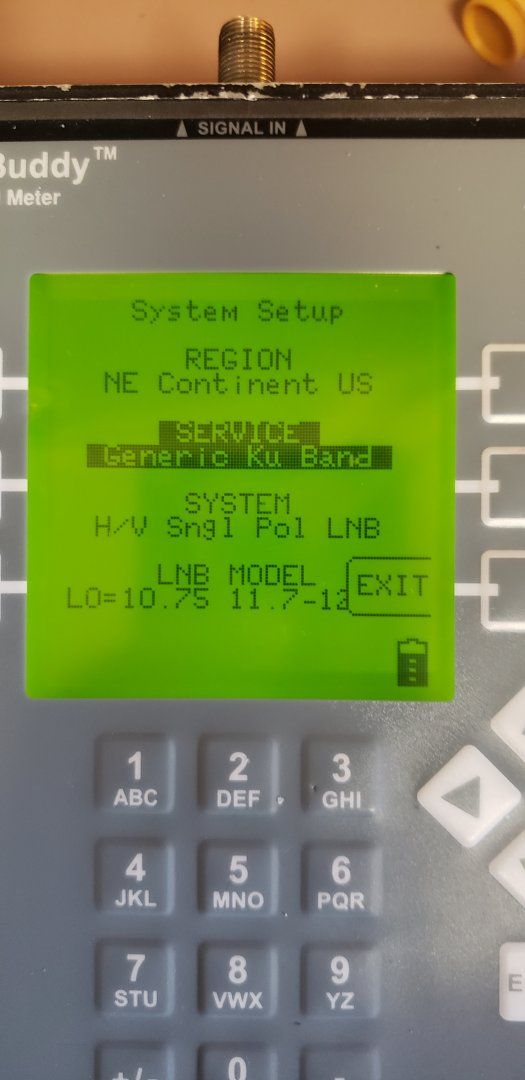 SIGNAL IN
Buddy™
Meter
System Setup
REGION
NE Continent US
SERVICE
Generic Ku Band
SYSTEM
H/V Sngl Pol LNB
LNB MODEL
LO=10.75 11.7-12
EXIT
1
ABC
2
DEF
3
GHI
4
JKL
5
MNO
6
PQR
7
STU
8
VWX
9
YZ
+/-
0
E